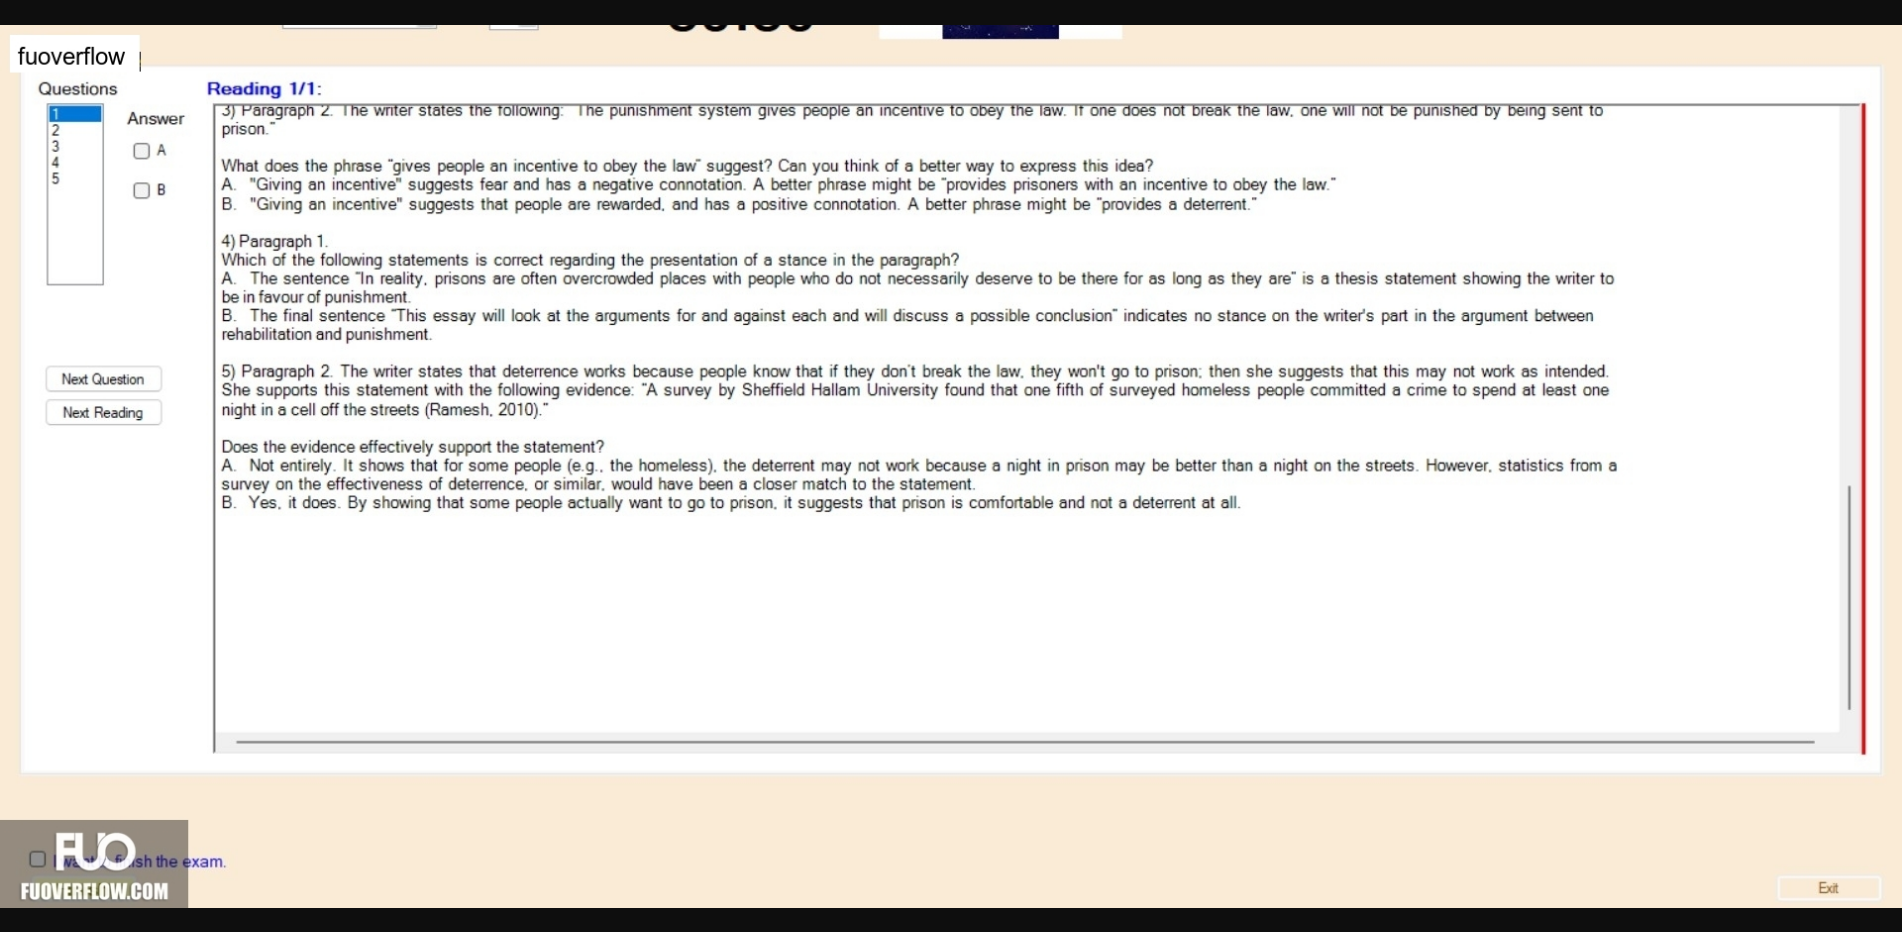 fuoverflow
Questions
Reading 1/1:
1
2
3
4
5
Answer
A
B
3) Paragraph 2. The writer states the following: "The punishment system gives people an incentive to obey the law. If one does not break the law, one will not be punished by being sent to
prison."
What does the phrase "gives people an incentive to obey the law" suggest? Can you think of a better way to express this idea?
A. "Giving an incentive" suggests fear and has a negative connotation. A better phrase might be "provides prisoners with an incentive to obey the law."
B. "Giving an incentive" suggests that people are rewarded, and has a positive connotation. A better phrase might be "provides a deterrent."
4) Paragraph 1.
Which of the following statements is correct regarding the presentation of a stance in the paragraph?
A. The sentence "In reality, prisons are often overcrowded places with people who do not necessarily deserve to be there for as long as they are" is a thesis statement showing the writer to
be in favour of punishment.
B. The final sentence "This essay will look at the arguments for and against each and will discuss a possible conclusion" indicates no stance on the writer's part in the argument between
rehabilitation and punishment.
5) Paragraph 2. The writer states that deterrence works because people know that if they don't break the law, they won't go to prison; then she suggests that this may not work as intended.
She supports this statement with the following evidence: "A survey by Sheffield Hallam University found that one fifth of surveyed homeless people committed a crime to spend at least one
night in a cell off the streets (Ramesh, 2010)."
Does the evidence effectively support the statement?
A. Not entirely. It shows that for some people (e.g., the homeless), the deterrent may not work because a night in prison may be better than a night on the streets. However, statistics from a
survey on the effectiveness of deterrence, or similar, would have been a closer match to the statement.
B. Yes, it does. By showing that some people actually want to go to prison, it suggests that prison is comfortable and not a deterrent at all.
Next Question
Next Reading
FUO
the exam.
FUOVERFLOW.COM
Exit